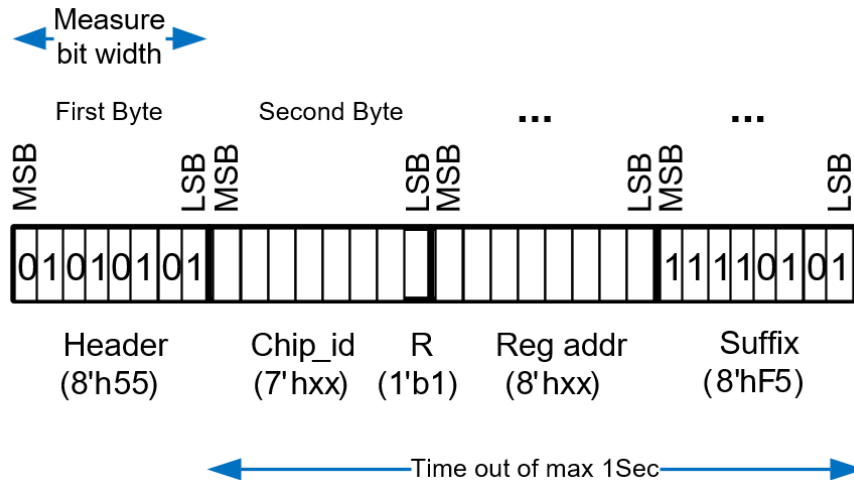 Measure
bit width
First Byte Second Byte ... ...
MSB LSB MSB LSB MSB LSB MSB LSB
0 1 0 1 0 1 0 1 1 1 1 1 0 1 0 1
Header Chip_id R Reg addr Suffix
(8'h55) (7'hxx) (1'b1) (8'hxx) (8'hF5)
Time out of max 1Sec